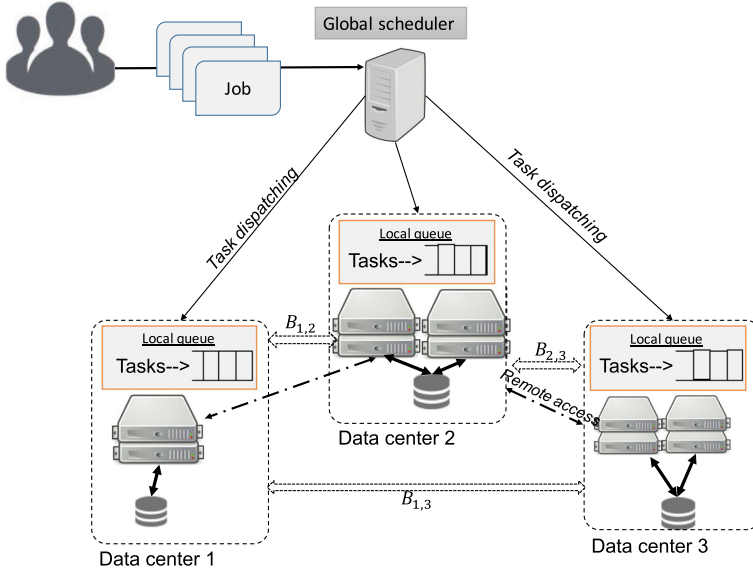 Global scheduler
Job
Task dispatching
Task dispatching
Local queue
Tasks-->
B1,2
Local queue
Tasks-->
B2,3
Local queue
Tasks-->
Remote access
Data center 2
B1,3
Data center 1
Data center 3